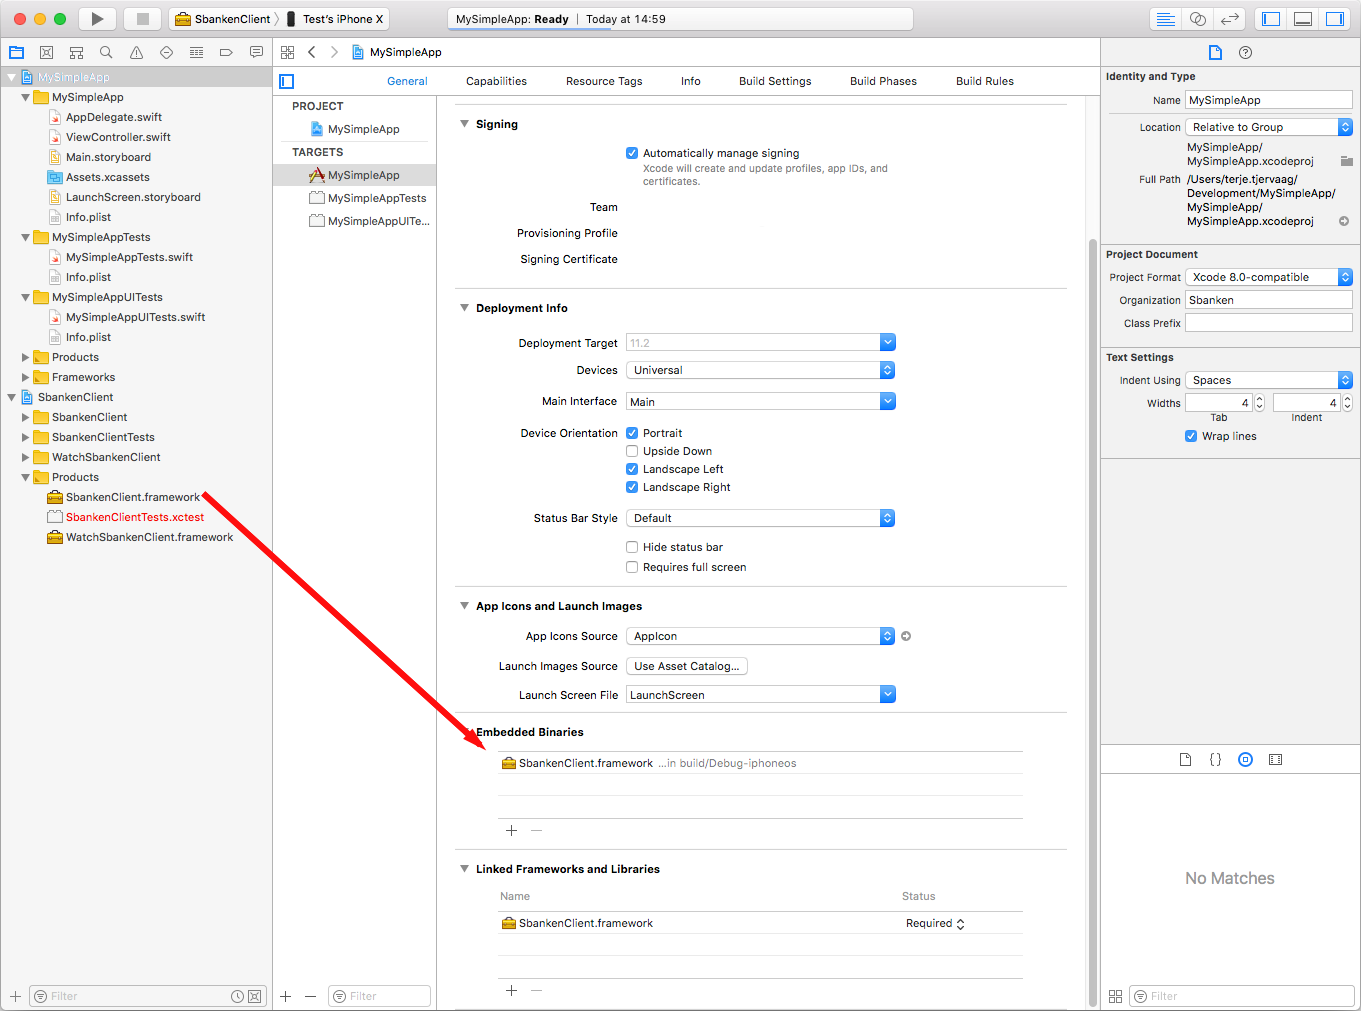 SbankenClient
Test's iPhone X
MySimpleApp: Ready
Today at 14:59
MySimpleApp
MySimpleApp
MySimpleApp
AppDelegate.swift
ViewController.swift
Main.storyboard
Assets.xcassets
LaunchScreen.storyboard
Info.plist
MySimpleAppTests
MySimpleAppTests.swift
Info.plist
MySimpleAppUITests
MySimpleAppUITests.swift
Info.plist
Products
Frameworks
SbankenClient
SbankenClient
SbankenClientTests
WatchSbankenClient
Products
SbankenClient.framework
SbankenClientTests.xctest
WatchSbankenClient.framework
Filter
General
Capabilities
Resource Tags
Info
Build Settings
Build Phases
Build Rules
PROJECT
MySimpleApp
TARGETS
MySimpleApp
MySimpleAppTests
MySimpleAppUITe...
Filter
Signing
Automatically manage signing
Xcode will create and update profiles, app IDs, and
certificates.
Team
Provisioning Profile
Signing Certificate
Deployment Info
Deployment Target 11.2
Devices Universal
Main Interface Main
Device Orientation Portrait
Upside Down
Landscape Left
Landscape Right
Status Bar Style Default
Hide status bar
Requires full screen
App Icons and Launch Images
App Icons Source AppIcon
Launch Images Source Use Asset Catalog...
Launch Screen File LaunchScreen
Embedded Binaries
SbankenClient.framework ...in build/Debug-iphoneos
Linked Frameworks and Libraries
Name Status
SbankenClient.framework Required
Identity and Type
Name MySimpleApp
Location Relative to Group
MySimpleApp/
MySimpleApp.xcodeproj
Full Path /Users/terje.tjervaag/
Development/MySimpleApp/
MySimpleApp/
MySimpleApp.xcodeproj
Project Document
Project Format Xcode 8.0-compatible
Organization Sbanken
Class Prefix
Text Settings
Indent Using Spaces
Widths 4 4
Tab Indent
Wrap lines
No Matches
Filter